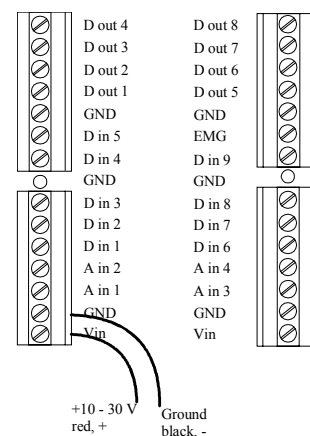 D out 4 D out 8
D out 3 D out 7
D out 2 D out 6
D out 1 D out 5
GND GND
D in 5 EMG
D in 4 D in 9
GND GND
D in 3 D in 8
D in 2 D in 7
D in 1 D in 6
A in 2 A in 4
A in 1 A in 3
GND GND
Vin Vin
+10 - 30 V
red, +
Ground
black, -